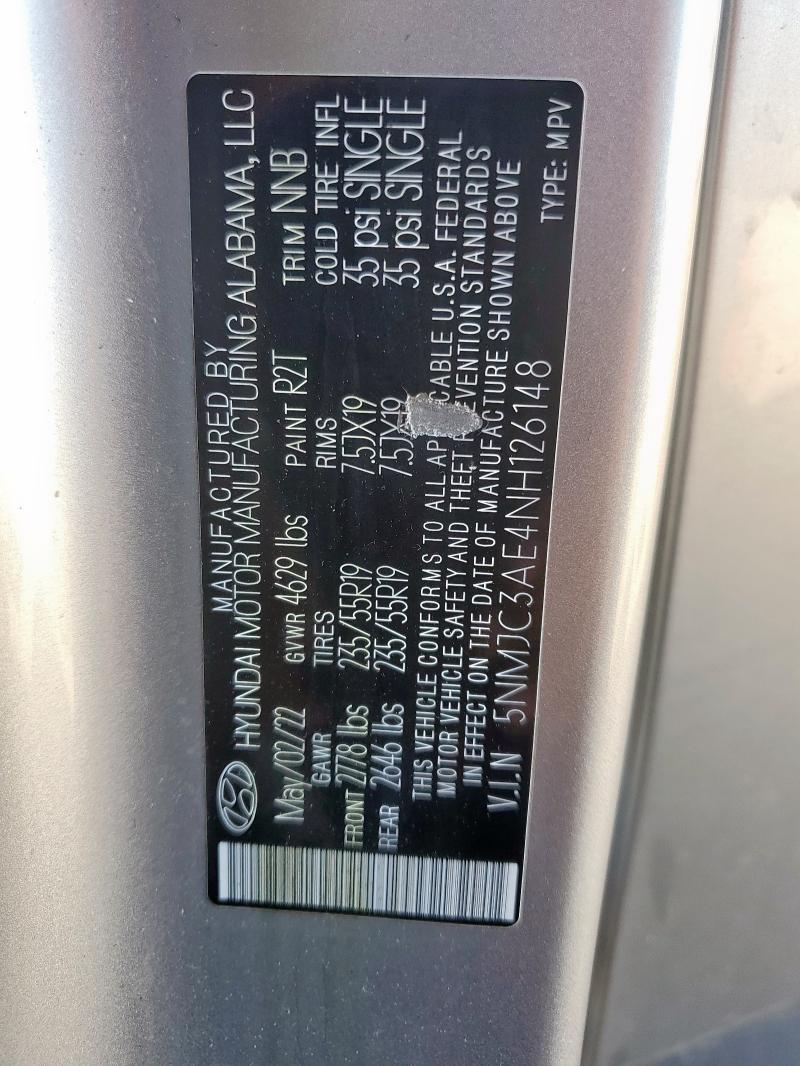 MANUFACTURED BY
HYUNDAI MOTOR MANUFACTURING ALABAMA, LLC
May/02/22 GVWR 4629 lbs PAINT R2T TRIM NNB
GAWR TIRES RIMS COLD TIRE INFL
FRONT 2778 lbs 235/55R19 7.5JX19 35 psi SINGLE
REAR 2646 lbs 235/55R19 7.5JX19 35 psi SINGLE
THIS VEHICLE CONFORMS TO ALL AP CABLE U.S.A. FEDERAL
MOTOR VEHICLE SAFETY AND THEFT EVENTION STANDARDS
IN EFFECT ON THE DATE OF MANUFACTURE SHOWN ABOVE
V.I.N 5NMJC3AE4NH126148
TYPE: MPV